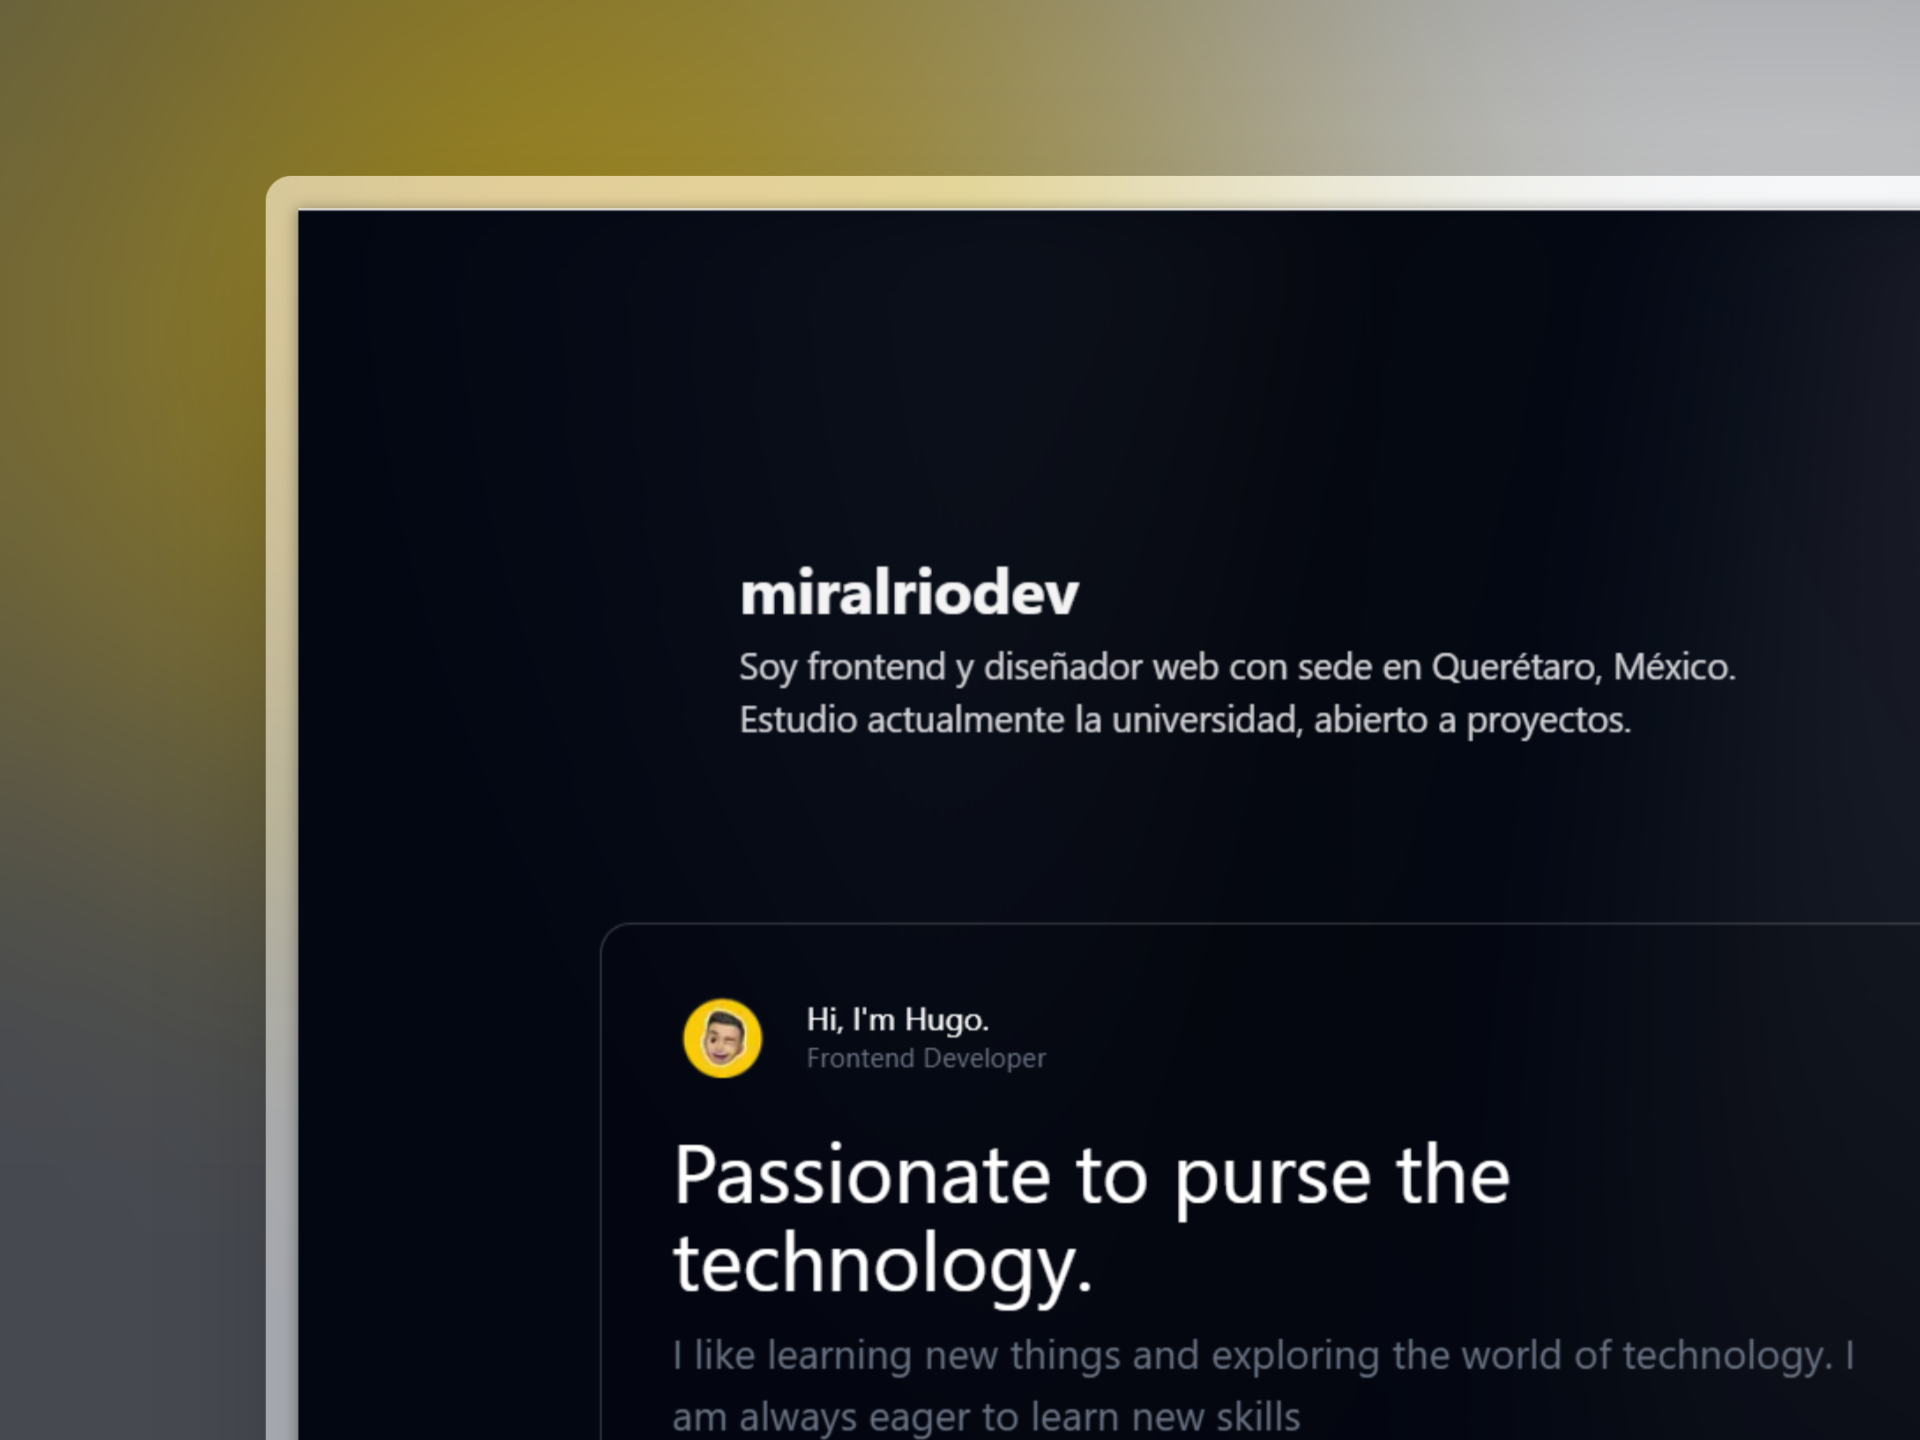 miralriodev
Soy frontend y diseñador web con sede en Querétaro, México.
Estudio actualmente la universidad, abierto a proyectos.
Hi, I'm Hugo.
Frontend Developer
Passionate to purse the
technology.
I like learning new things and exploring the world of technology. I
am always eager to learn new skills